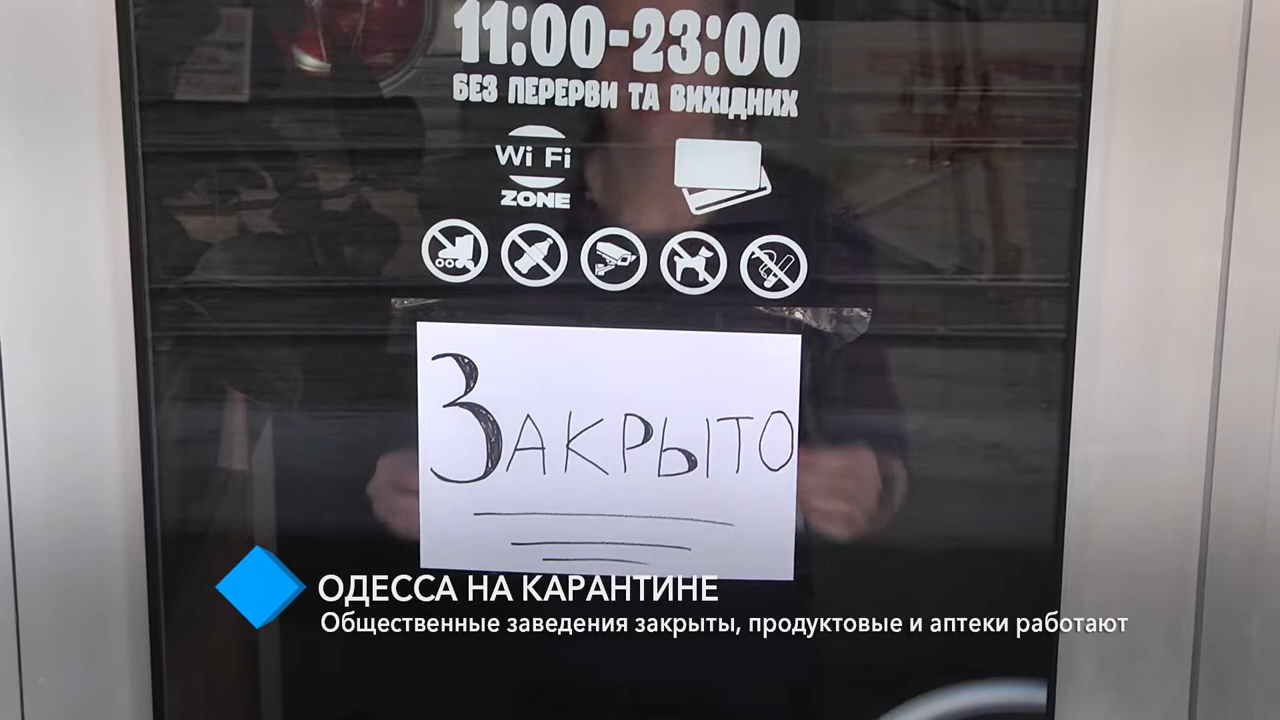 11:00-23:00
БЕЗ ПЕРЕРВИ ТА ВИХІДНИХ
Wi Fi
ZONE
ЗАКРЫТО
ОДЕССА НА КАРАНТИНЕ
Общественные заведения закрыты, продуктовые и аптеки работают